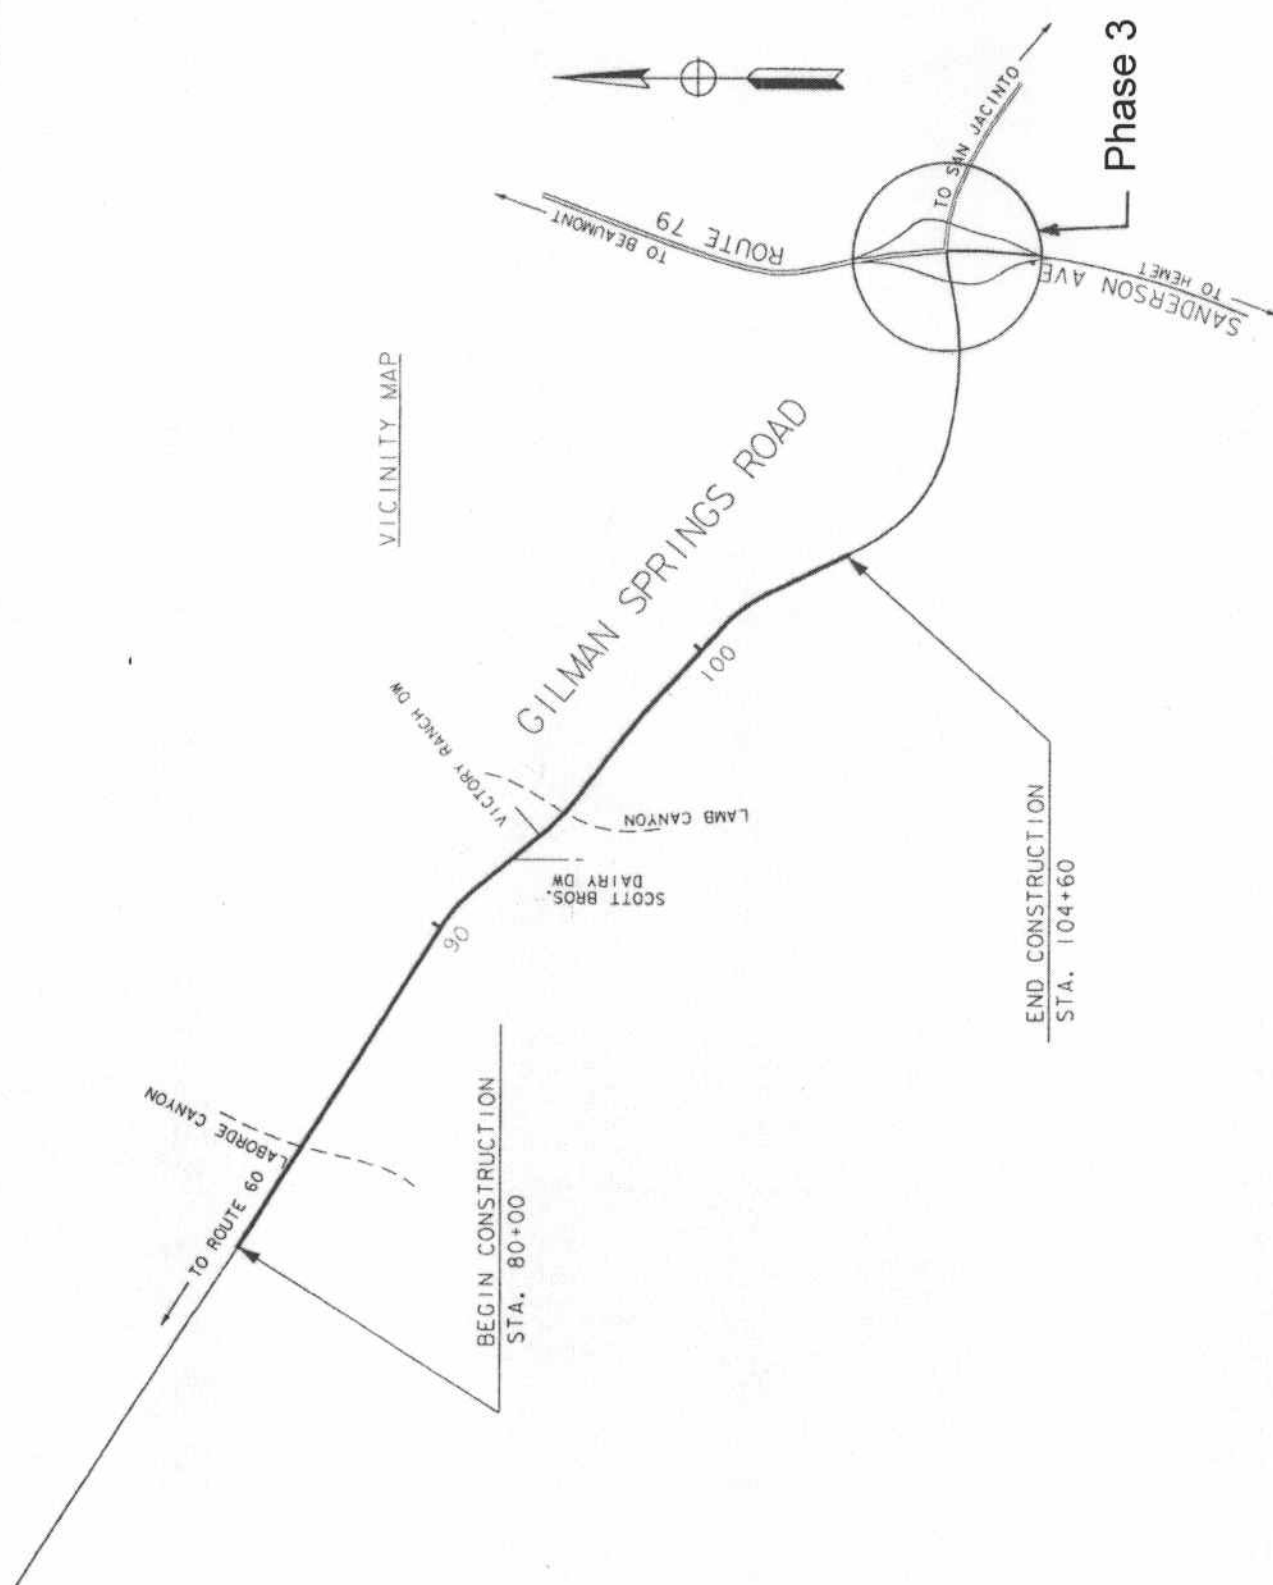 VICINITY MAP
Phase 3
TO SAN JACINTO
ROUTE 79
TO BEAUMONT
SANDERSON AVE
TO HEMET
GILMAN SPRINGS ROAD
100
VICTORY RANCH DW
LAMB CANYON
SCOTT BROS.
DAIRY DW
90
LABORDE CANYON
TO ROUTE 60
BEGIN CONSTRUCTION
STA. 80+00
END CONSTRUCTION
STA. 104+60